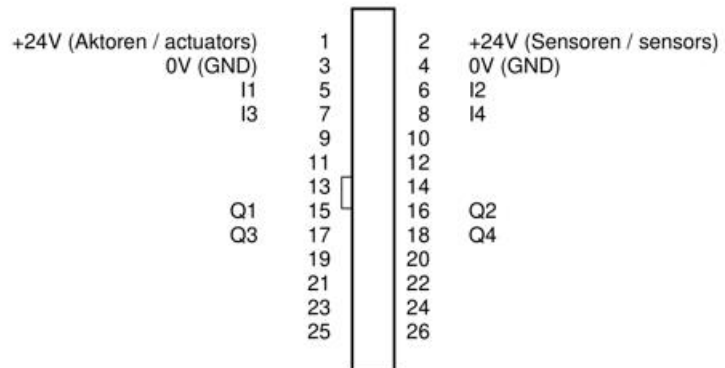 +24V (Aktoren / actuators) 1 2 +24V (Sensoren / sensors)
0V (GND) 3 4 0V (GND)
I1 5 6 I2
I3 7 8 I4
9 10
11 12
13 14
Q1 15 16 Q2
Q3 17 18 Q4
19 20
21 22
23 24
25 26